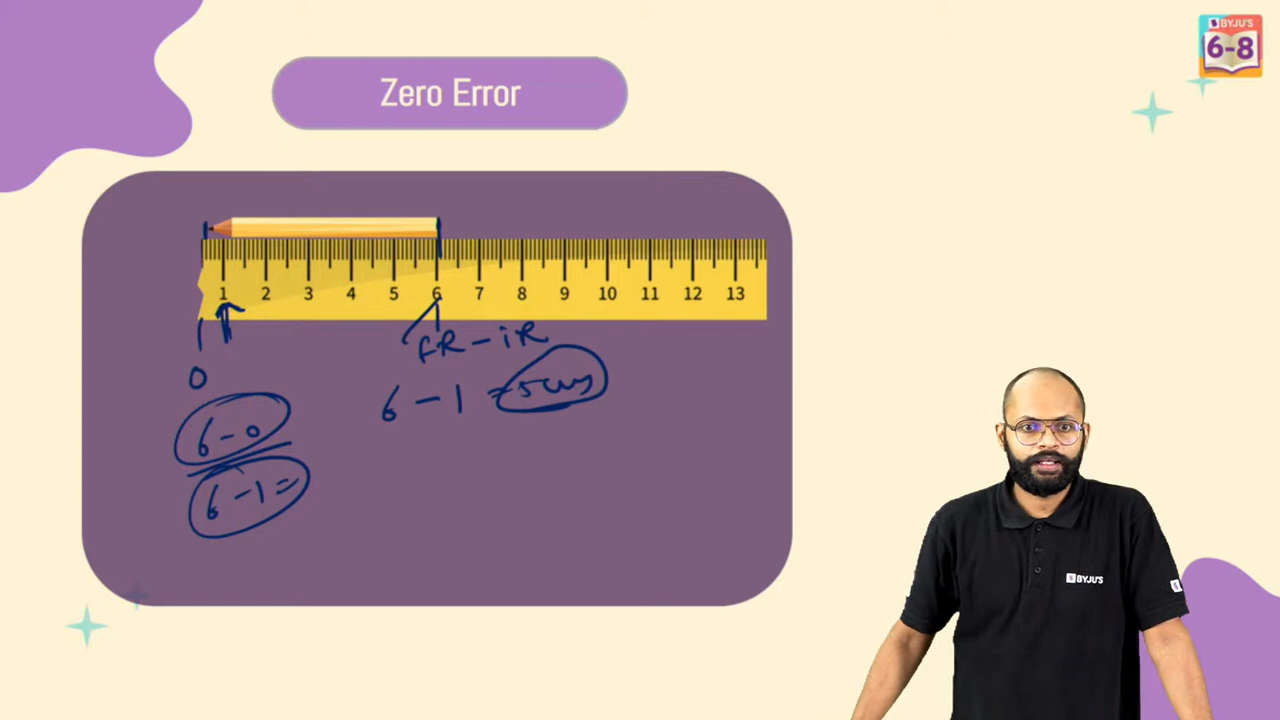 BYJU'S
6-8
Zero Error
1 2 3 4 5 6 7 8 9 10 11 12 13
fR - iR
0
6 - 1 = 5 cm
6 - 0
6 - 1 =
BYJU'S